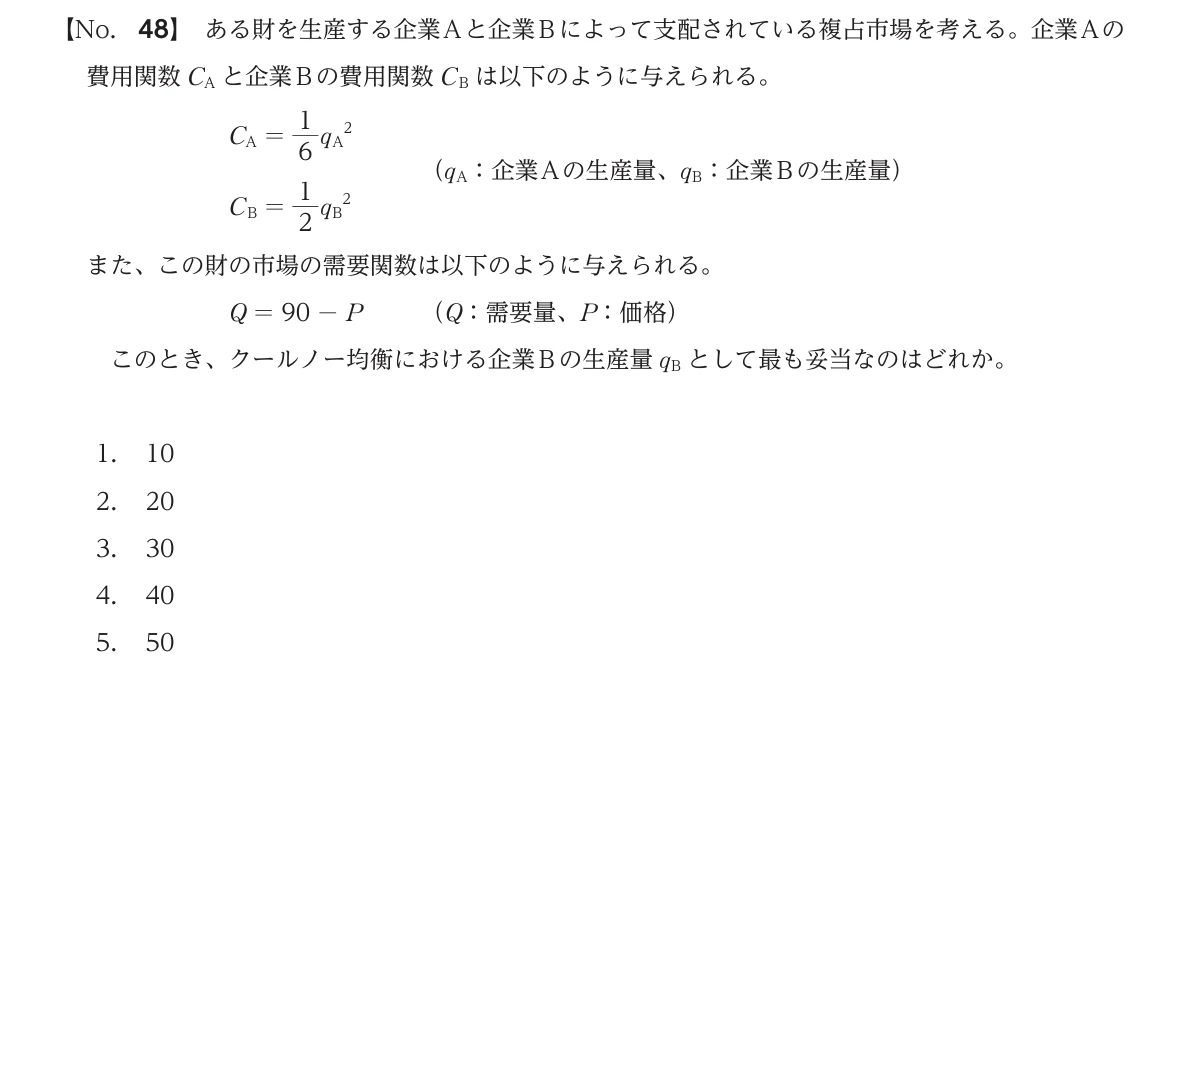 【No. 48】 ある財を生産する企業Aと企業Bによって支配されている複占市場を考える。企業Aの
費用関数 C_A と企業Bの費用関数 C_B は以下のように与えられる。
C_A = 1/6 q_A²
(q_A：企業Aの生産量、q_B：企業Bの生産量)
C_B = 1/2 q_B²
また、この財の市場の需要関数は以下のように与えられる。
Q = 90 − P (Q：需要量、P：価格)
このとき、クールノー均衡における企業Bの生産量 q_B として最も妥当なのはどれか。
1. 10
2. 20
3. 30
4. 40
5. 50